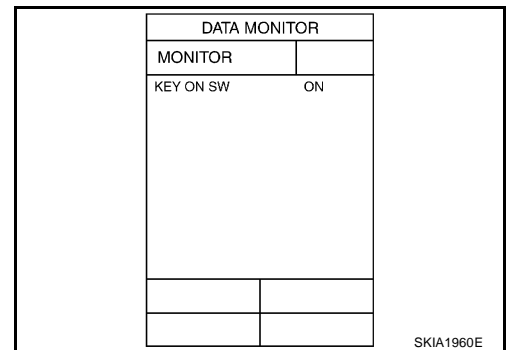 DATA MONITOR
MONITOR
KEY ON SW ON
SKIA1960E